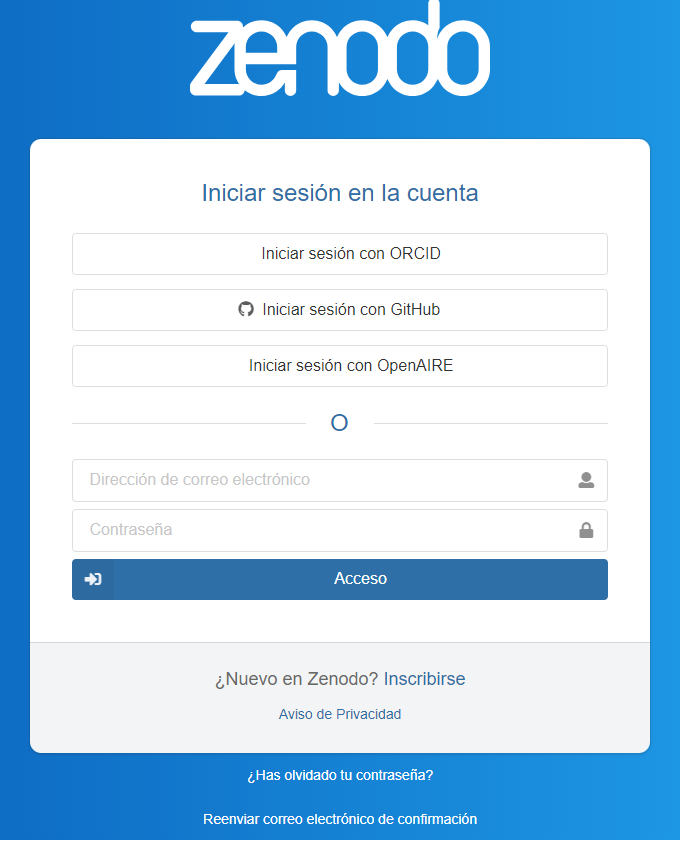 zenodo
Iniciar sesión en la cuenta
Iniciar sesión con ORCID
Iniciar sesión con GitHub
Iniciar sesión con OpenAIRE
O
Dirección de correo electrónico
Contraseña
Acceso
¿Nuevo en Zenodo? Inscribirse
Aviso de Privacidad
¿Has olvidado tu contraseña?
Reenviar correo electrónico de confirmación